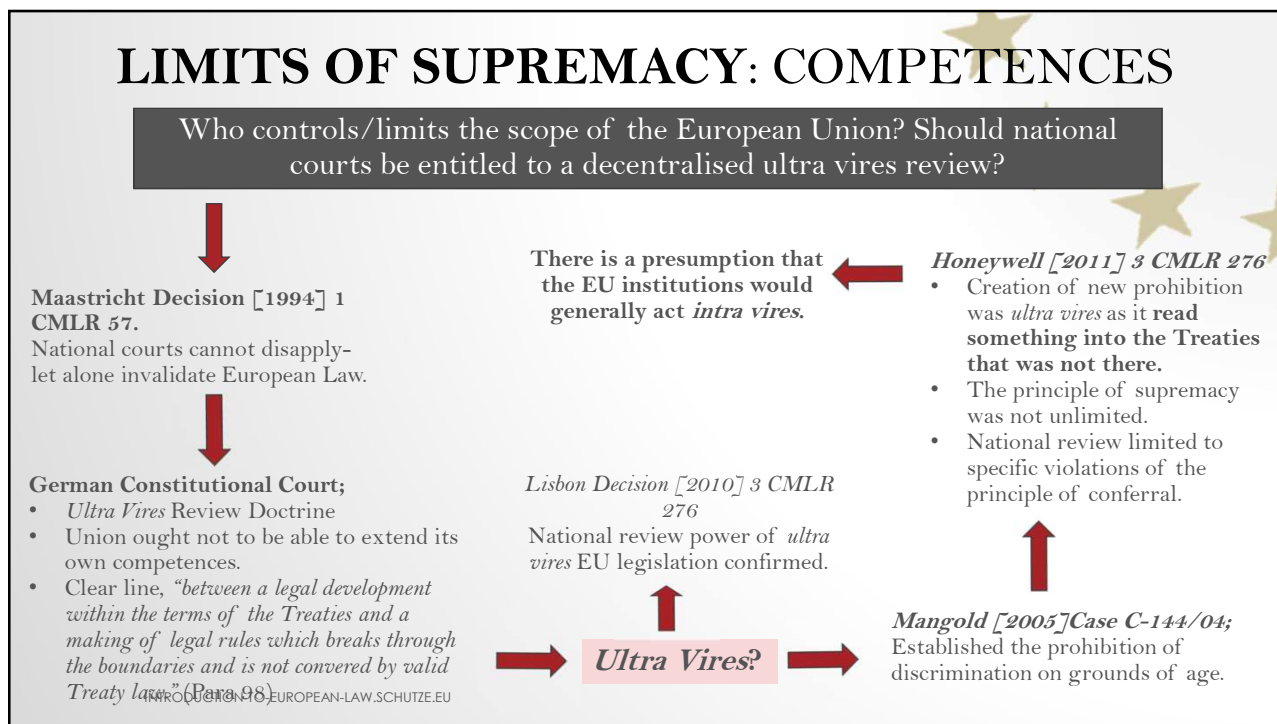 LIMITS OF SUPREMACY: COMPETENCES
Who controls/limits the scope of the European Union? Should national
courts be entitled to a decentralised ultra vires review?
Maastricht Decision [1994] 1
CMLR 57.
National courts cannot disapply-
let alone invalidate European Law.
German Constitutional Court;
• Ultra Vires Review Doctrine
• Union ought not to be able to extend its
own competences.
• Clear line, “between a legal development
within the terms of the Treaties and a
making of legal rules which breaks through
the boundaries and is not convered by valid
Treaty law.” (Para 98)
INTRODUCTION TO EUROPEAN-LAW.SCHUTZE.EU
Ultra Vires?
Lisbon Decision [2010] 3 CMLR
276
National review power of ultra
vires EU legislation confirmed.
Mangold [2005]Case C-144/04;
Established the prohibition of
discrimination on grounds of age.
Honeywell [2011] 3 CMLR 276
• Creation of new prohibition
was ultra vires as it read
something into the Treaties
that was not there.
• The principle of supremacy
was not unlimited.
• National review limited to
specific violations of the
principle of conferral.
There is a presumption that
the EU institutions would
generally act intra vires.